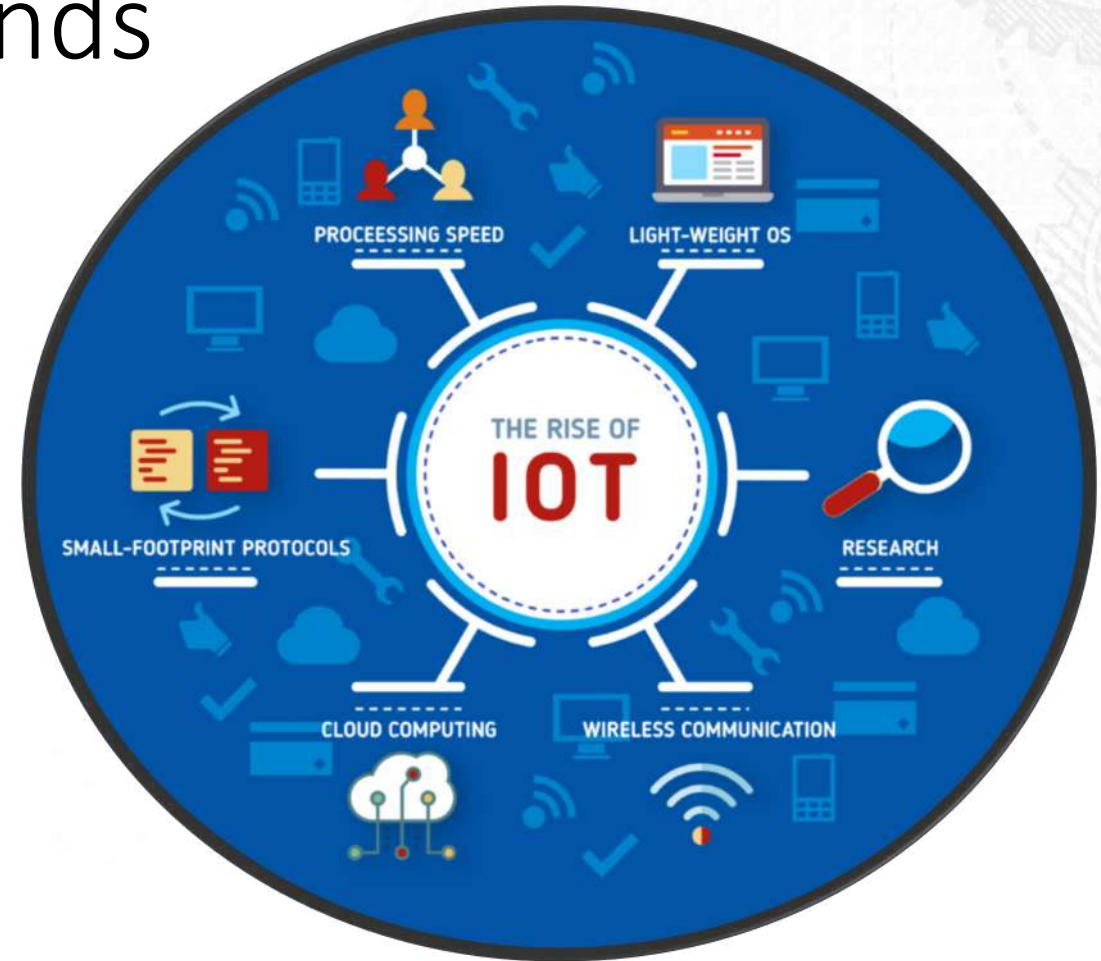 nds
PROCEESSING SPEED
LIGHT-WEIGHT OS
THE RISE OF
IOT
SMALL-FOOTPRINT PROTOCOLS
RESEARCH
CLOUD COMPUTING
WIRELESS COMMUNICATION